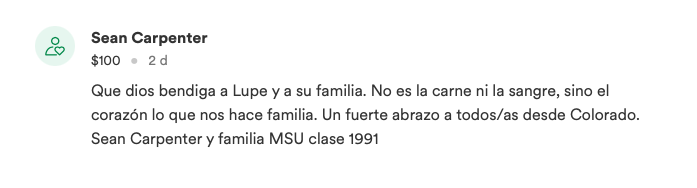 Sean Carpenter
$100 • 2 d
Que dios bendiga a Lupe y a su familia. No es la carne ni la sangre, sino el
corazón lo que nos hace familia. Un fuerte abrazo a todos/as desde Colorado.
Sean Carpenter y familia MSU clase 1991